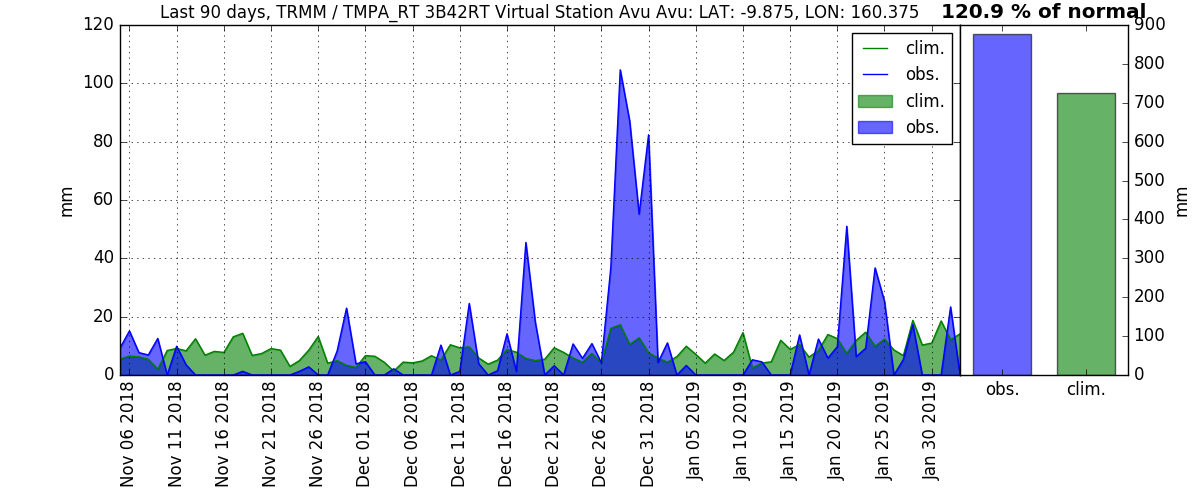 Last 90 days, TRMM / TMPA_RT 3B42RT Virtual Station Avu Avu: LAT: -9.875, LON: 160.375
120.9 % of normal
120
100
80
60
40
20
0
mm
clim.
obs.
clim.
obs.
900
800
700
600
500
400
300
200
100
0
mm
Nov 06 2018
Nov 11 2018
Nov 16 2018
Nov 21 2018
Nov 26 2018
Dec 01 2018
Dec 06 2018
Dec 11 2018
Dec 16 2018
Dec 21 2018
Dec 26 2018
Dec 31 2018
Jan 05 2019
Jan 10 2019
Jan 15 2019
Jan 20 2019
Jan 25 2019
Jan 30 2019
obs.
clim.